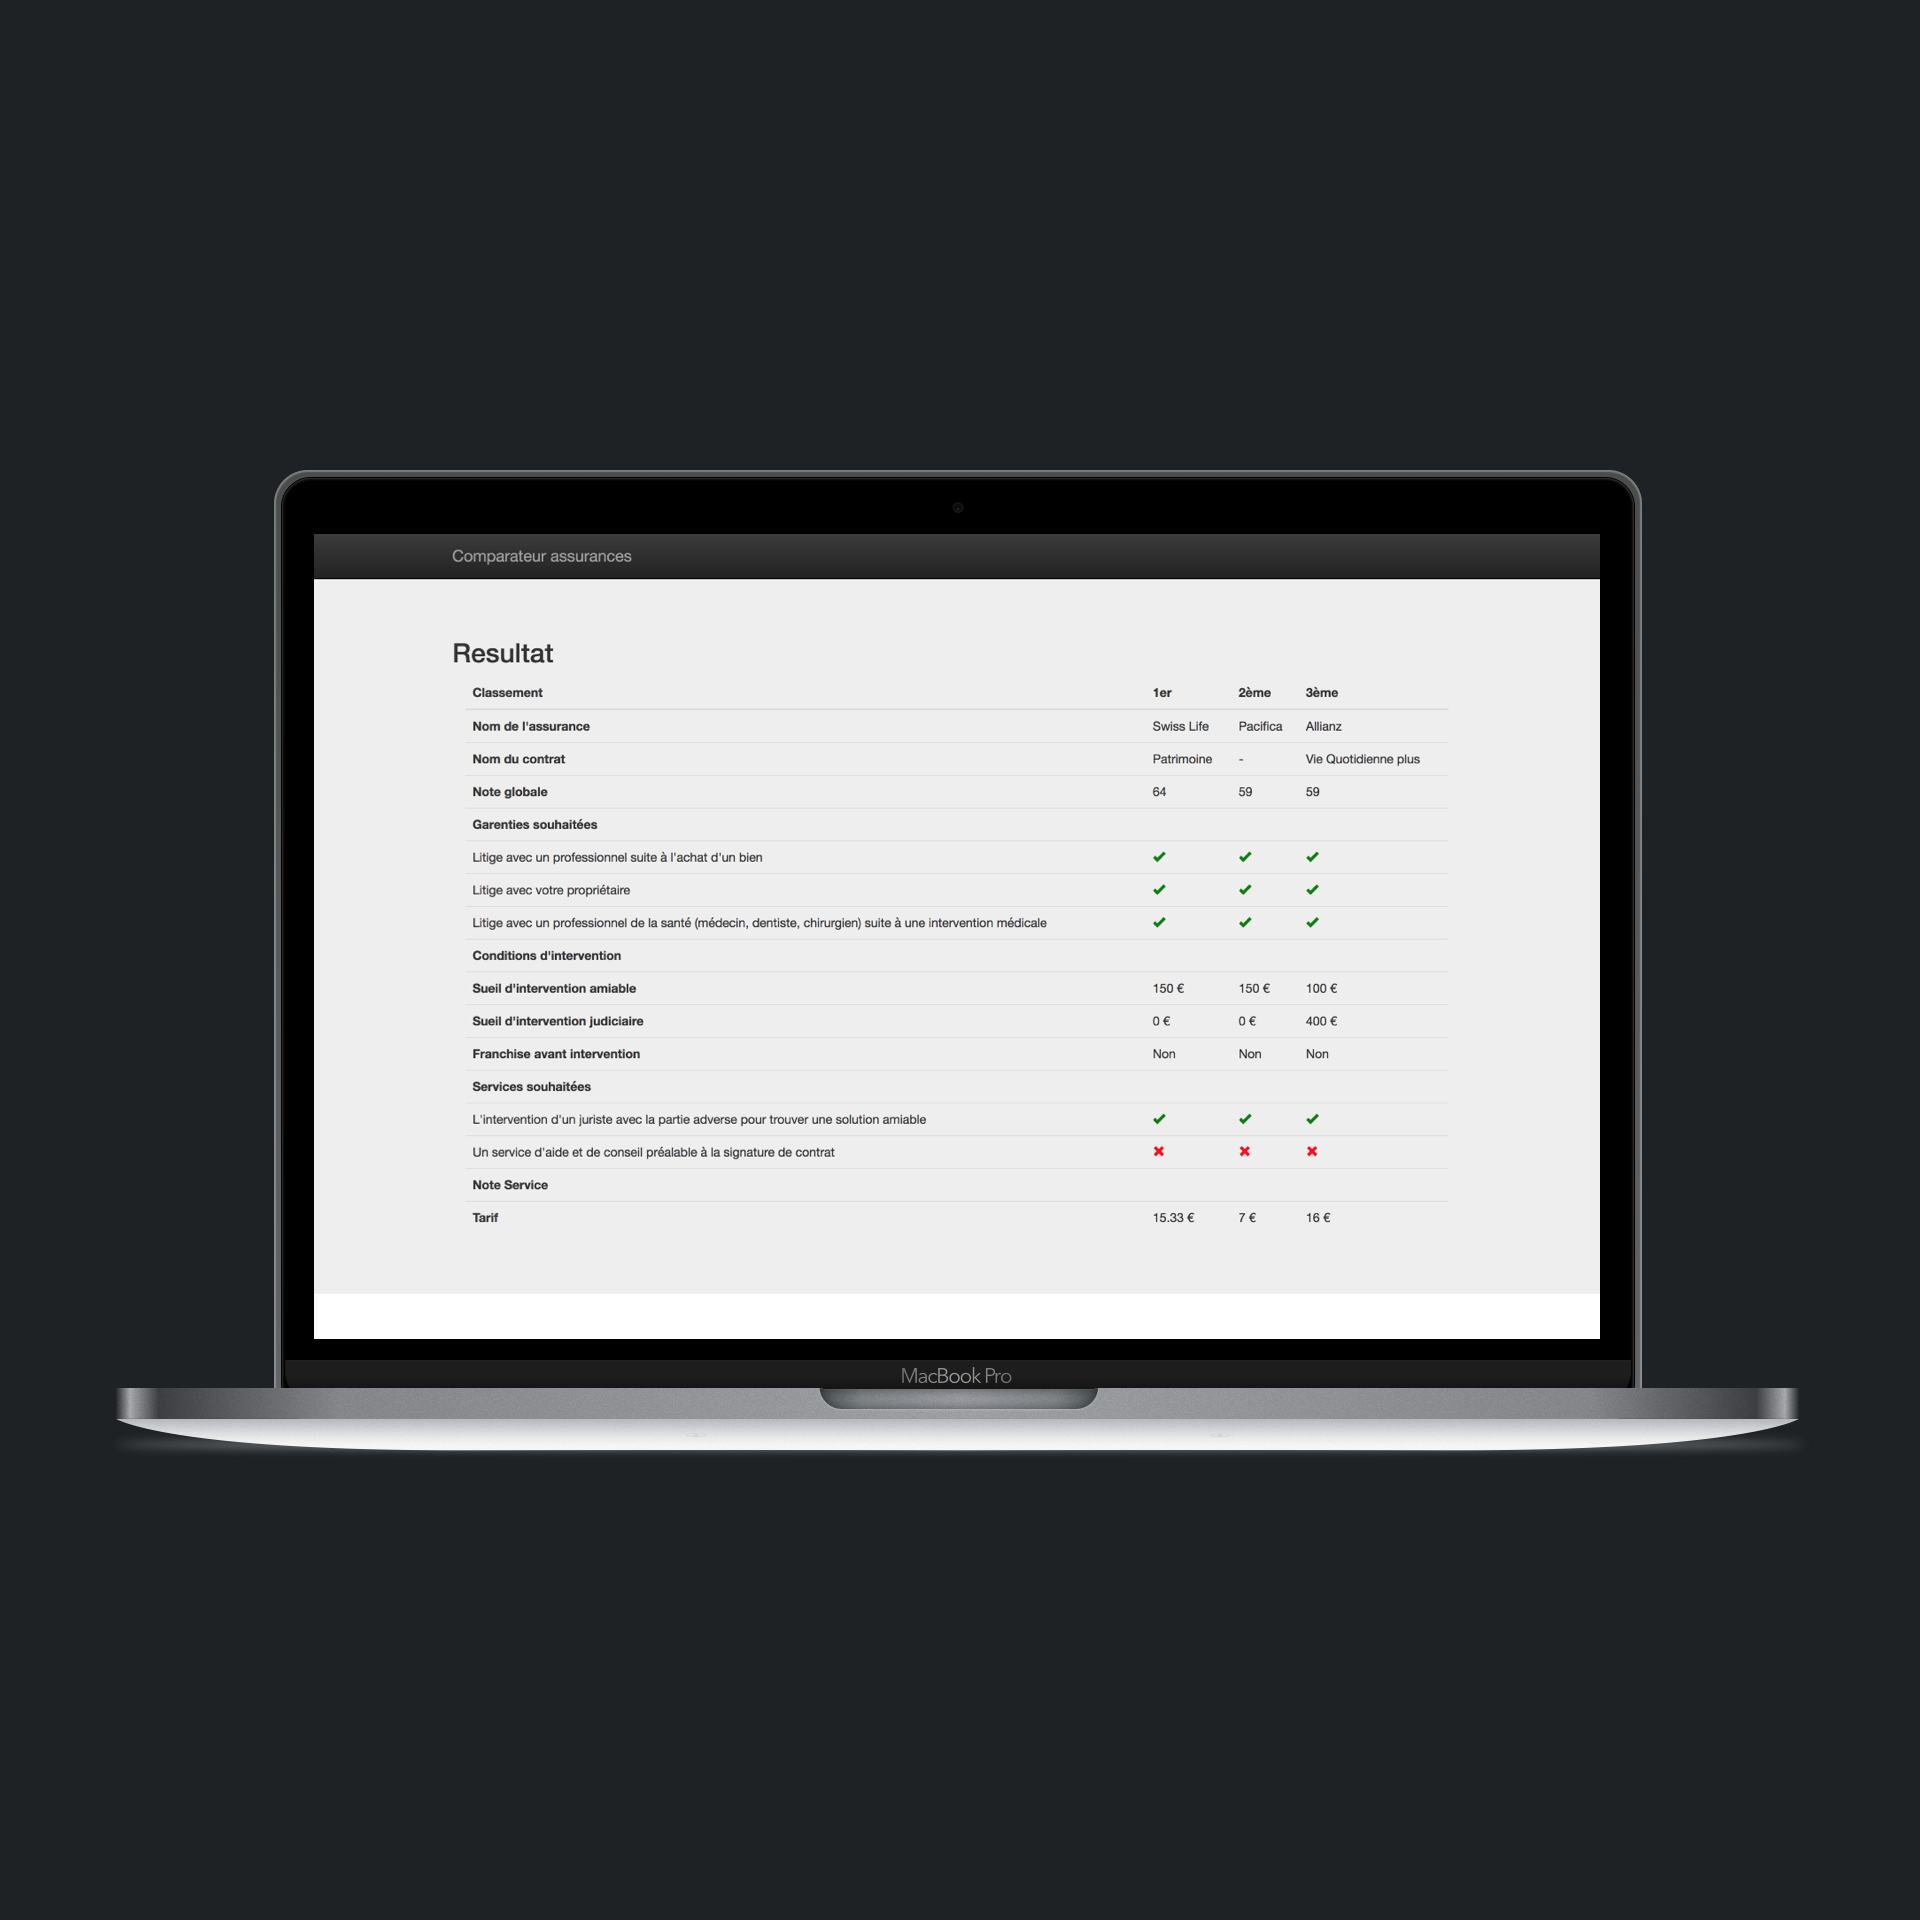 Comparateur assurances
Resultat
Classement 1er 2ème 3ème
Nom de l'assurance Swiss Life Pacifica Allianz
Nom du contrat Patrimoine - Vie Quotidienne plus
Note globale 64 59 59
Garenties souhaitées
Litige avec un professionnel suite à l'achat d'un bien
Litige avec votre propriétaire
Litige avec un professionnel de la santé (médecin, dentiste, chirurgien) suite à une intervention médicale
Conditions d'intervention
Sueil d'intervention amiable 150 € 150 € 100 €
Sueil d'intervention judiciaire 0 € 0 € 400 €
Franchise avant intervention Non Non Non
Services souhaitées
L'intervention d'un juriste avec la partie adverse pour trouver une solution amiable
Un service d'aide et de conseil préalable à la signature de contrat
Note Service
Tarif 15.33 € 7 € 16 €
MacBook Pro